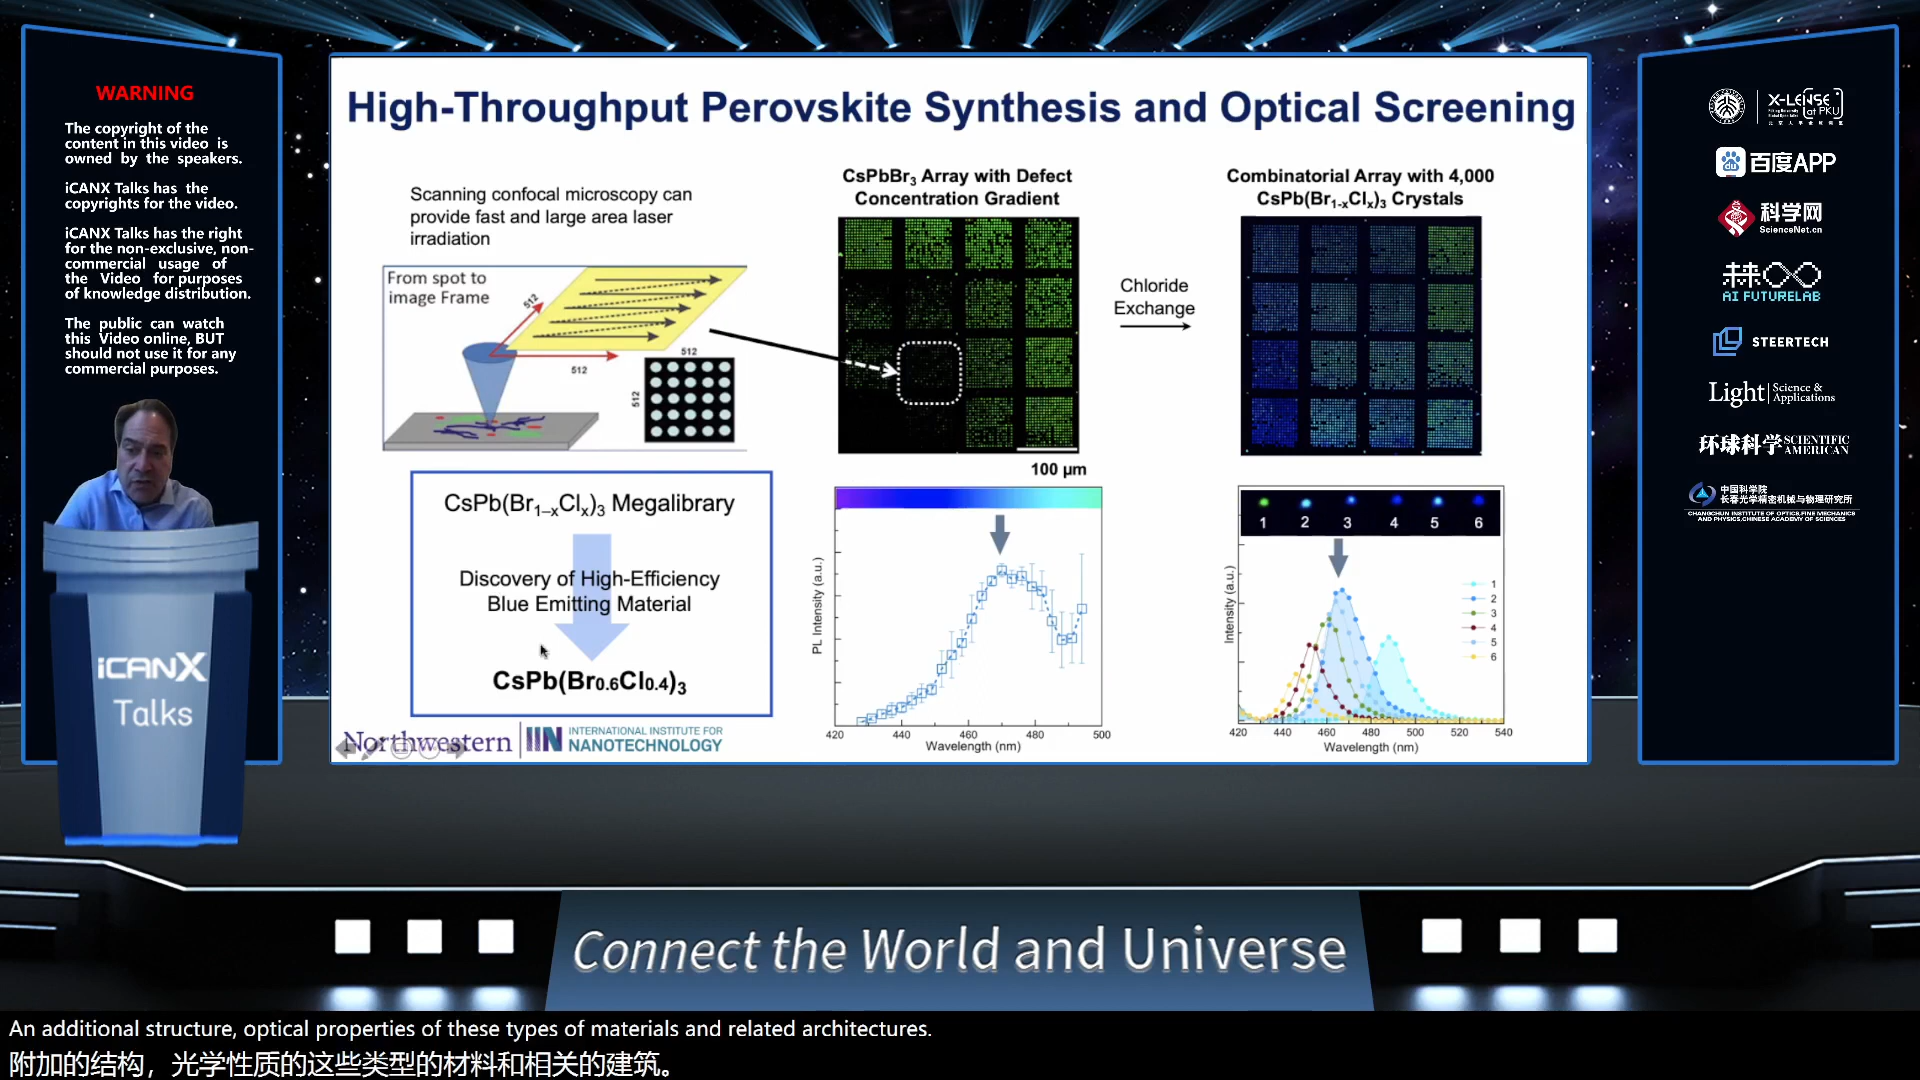 WARNING
The copyright of the
content in this video is
owned by the speakers.
iCANX Talks has the
copyrights for the video.
iCANX Talks has the right
for the non-exclusive, non-
commercial usage of
the Video for purposes
of knowledge distribution.
The public can watch
this Video online, BUT
should not use it for any
commercial purposes.
iCANX
Talks
High-Throughput Perovskite Synthesis and Optical Screening
Scanning confocal microscopy can
provide fast and large area laser
irradiation
From spot to
image Frame
512
512
512
512
CsPbBr3 Array with Defect
Concentration Gradient
100 µm
Chloride
Exchange
Combinatorial Array with 4,000
CsPb(Br1-xClx)3 Crystals
CsPb(Br1–xClx)3 Megalibrary
Discovery of High-Efficiency
Blue Emitting Material
CsPb(Br0.6Cl0.4)3
PL Intensity (a.u.)
420 440 460 480 500
Wavelength (nm)
1 2 3 4 5 6
Intensity (a.u.)
1
2
3
4
5
6
420 440 460 480 500 520 540
Wavelength (nm)
Northwestern
IIN INTERNATIONAL INSTITUTE FOR
NANOTECHNOLOGY
X-LENSE
at PKU
百度APP
科学网
ScienceNet.cn
未来
AI FUTURELAB
STEERTECH
Light Science &
Applications
环球科学 SCIENTIFIC
AMERICAN
中国科学院
长春光学精密机械与物理研究所
CHANGCHUN INSTITUTE OF OPTICS,FINE MECHANICS
AND PHYSICS,CHINESE ACADEMY OF SCIENCES
Connect the World and Universe
An additional structure, optical properties of these types of materials and related architectures.
附加的结构，光学性质的这些类型的材料和相关的建筑。